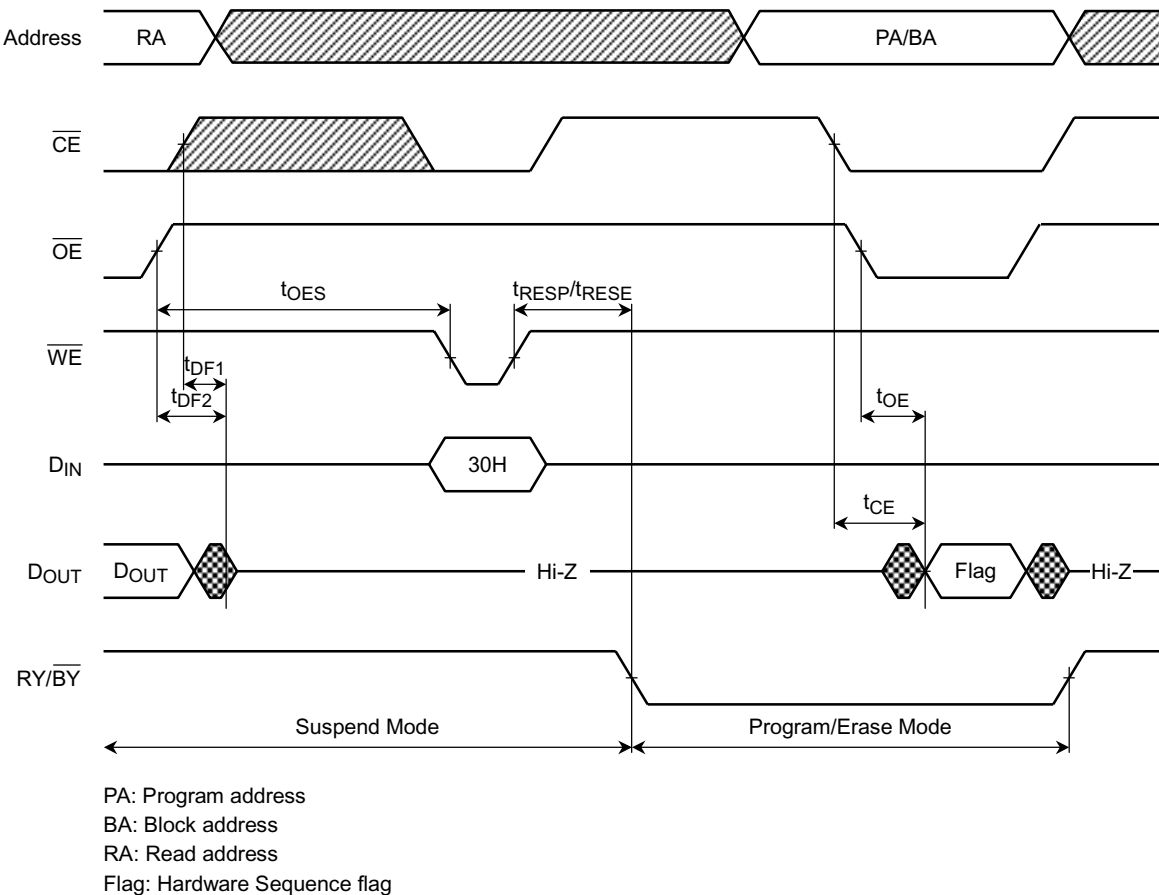 Address RA PA/BA
CE
OE
tOES tRESP/tRESE
WE
tDF1
tDF2 tOE
DIN 30H
tCE
DOUT DOUT Hi-Z Flag Hi-Z
RY/BY
Suspend Mode Program/Erase Mode
PA: Program address
BA: Block address
RA: Read address
Flag: Hardware Sequence flag